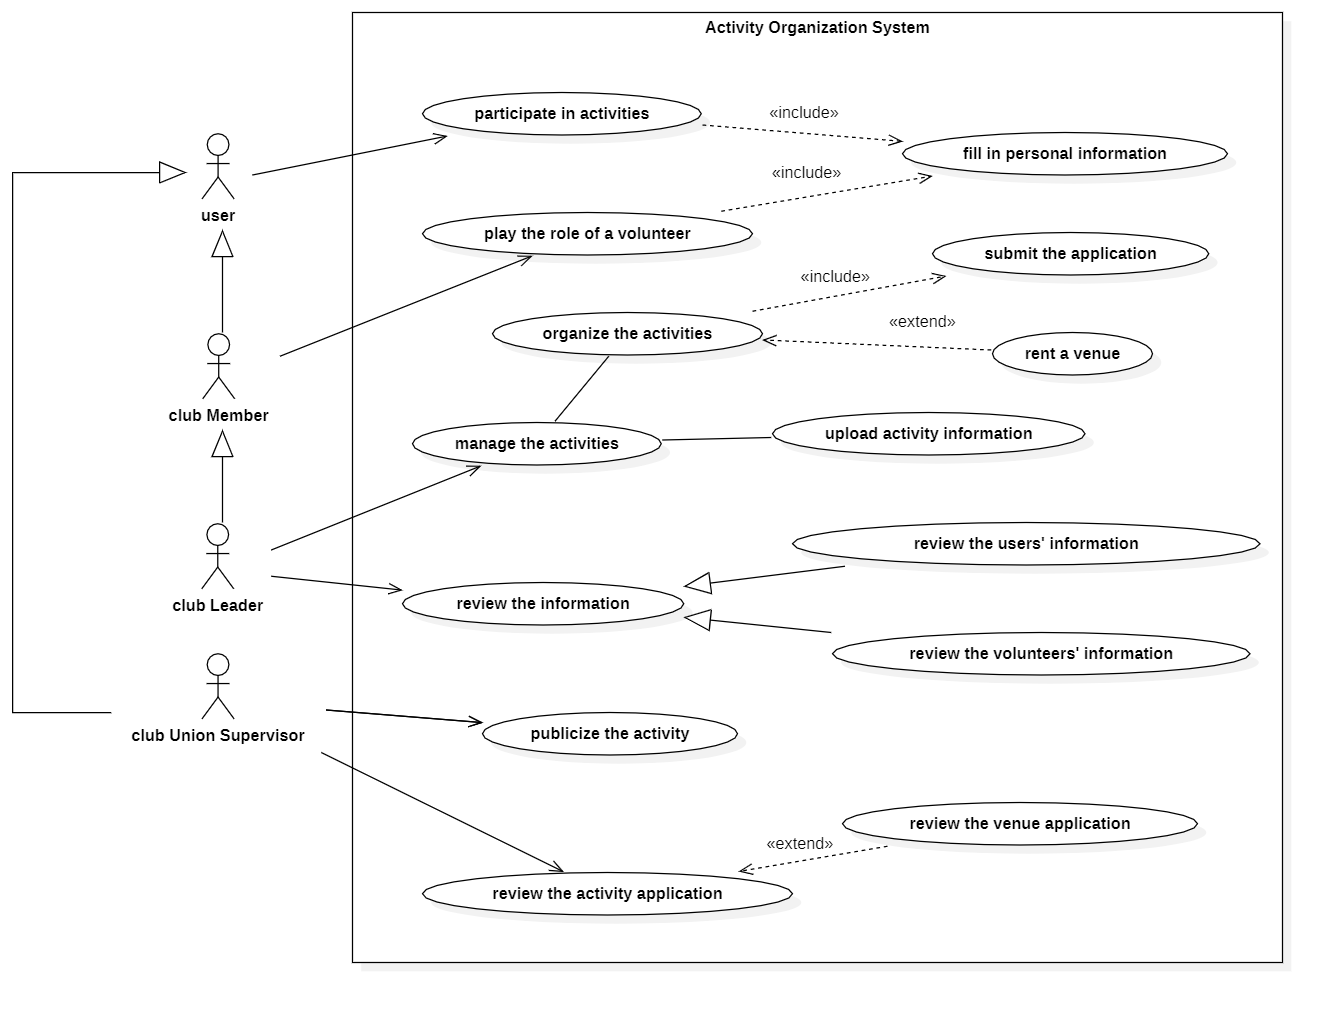 Activity Organization System
participate in activities
«include»
fill in personal information
«include»
user
play the role of a volunteer
submit the application
«include»
«extend»
organize the activities
rent a venue
club Member
manage the activities
upload activity information
review the users' information
club Leader
review the information
review the volunteers' information
club Union Supervisor
publicize the activity
review the venue application
«extend»
review the activity application